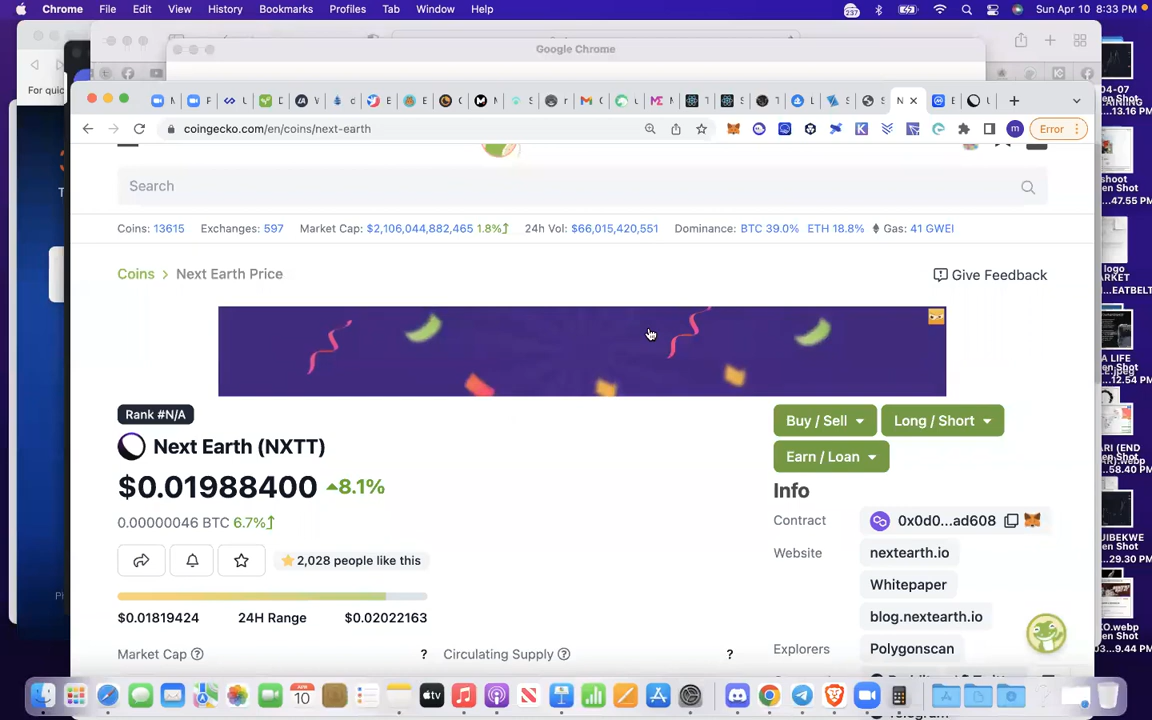 Chrome File Edit View History Bookmarks Profiles Tab Window Help
237 Sun Apr 10 8:33 PM
Google Chrome
For quic
coingecko.com/en/coins/next-earth
Error
Search
Coins: 13615 Exchanges: 597 Market Cap: $2,106,044,882,465 1.8% 24h Vol: $66,015,420,551 Dominance: BTC 39.0% ETH 18.8% Gas: 41 GWEI
Coins > Next Earth Price
Give Feedback
Rank #N/A
Next Earth (NXTT)
$0.01988400 8.1%
0.00000046 BTC 6.7%
2,028 people like this
$0.01819424 24H Range $0.02022163
Market Cap ?
Circulating Supply ?
Buy / Sell Long / Short
Earn / Loan
Info
Contract 0x0d0...ad608
Website nextearth.io
Whitepaper
blog.nextearth.io
Explorers Polygonscan